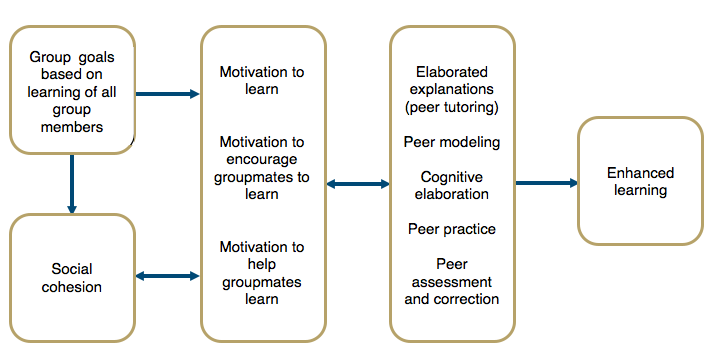 Group goals
based on
learning of all
group
members
Social
cohesion
Motivation to
learn
Motivation to
encourage
groupmates to
learn
Motivation to
help
groupmates
learn
Elaborated
explanations
(peer tutoring)
Peer modeling
Cognitive
elaboration
Peer practice
Peer
assessment
and correction
Enhanced
learning